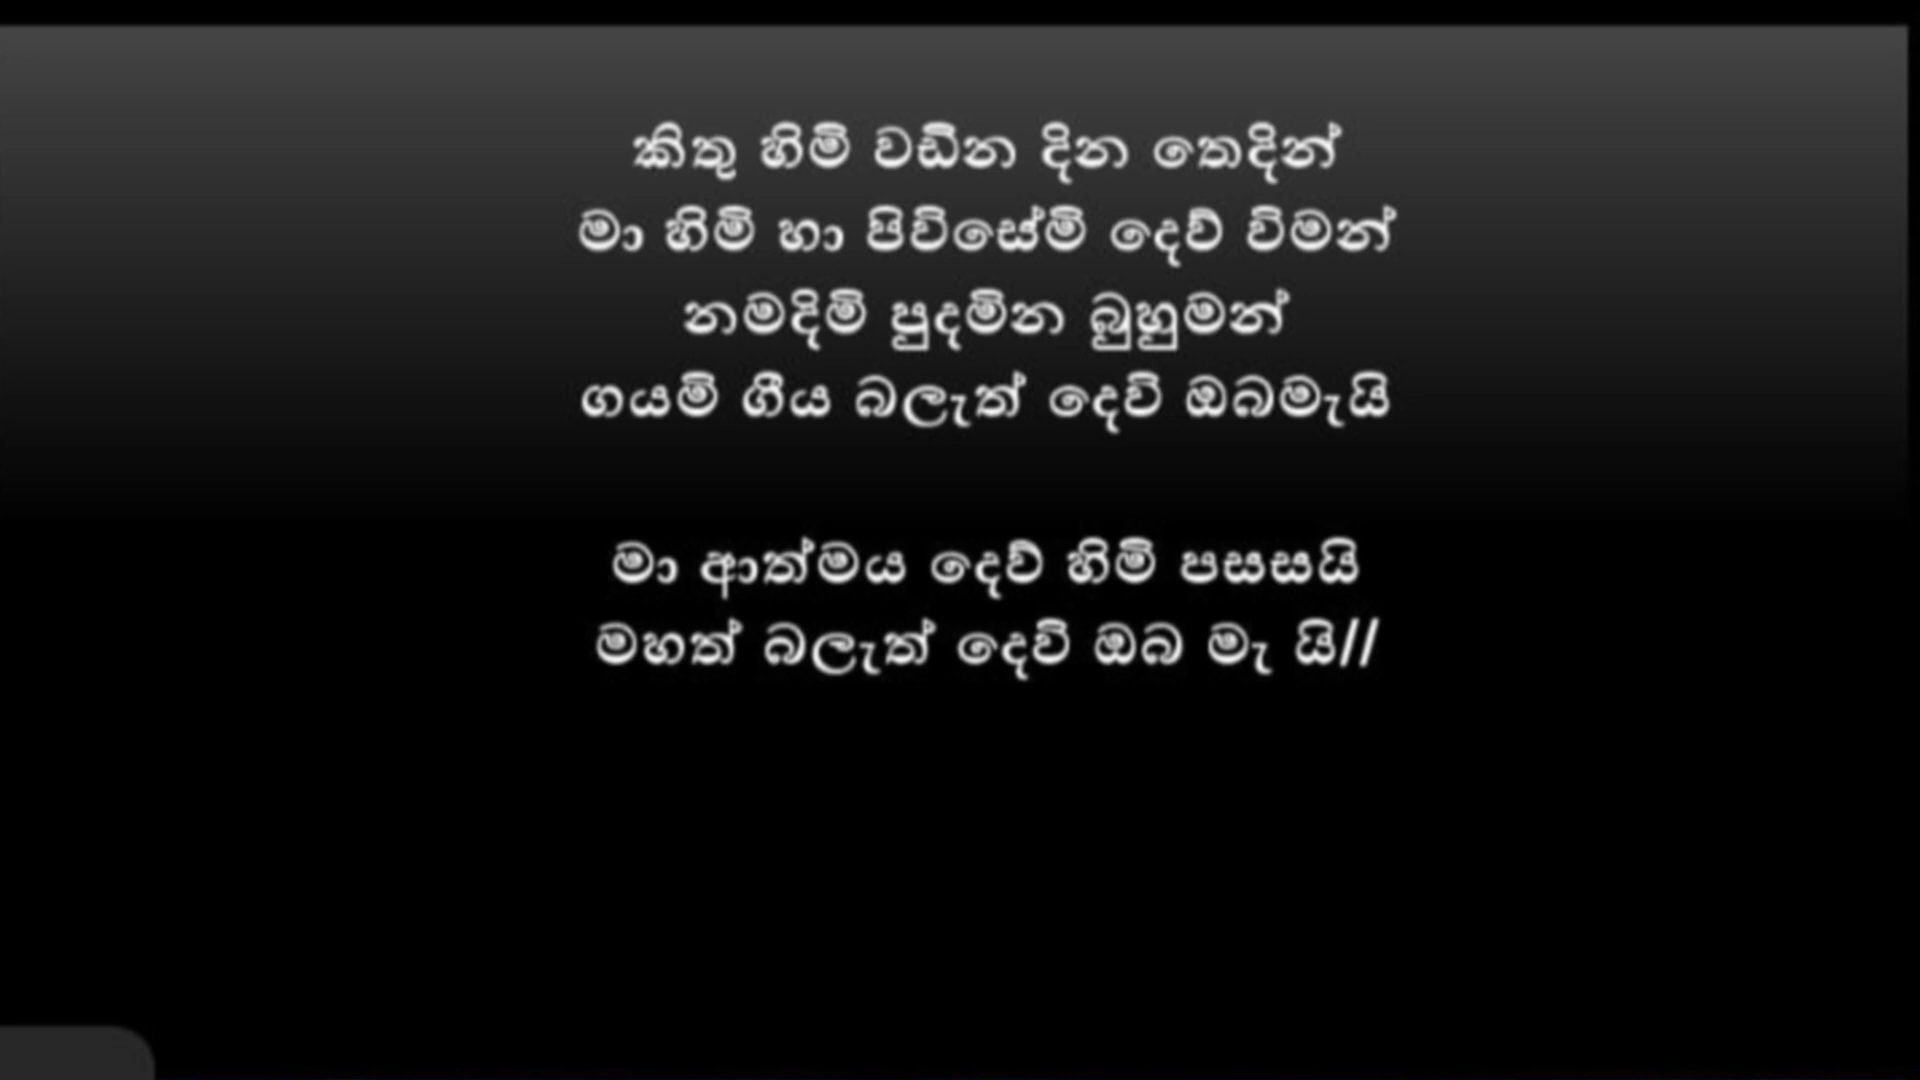 කිතු හිමි වඩින දින තෙදින්
මා හිමි හා පිවිසේමි දෙව් විමන්
නමදිමි පුදමින බුහුමන්
ගයමි ගීය බලැත් දෙවි ඔබමැයි
මා ආත්මය දෙව් හිමි පසසයි
මහත් බලැත් දෙවි ඔබ මැ යි//